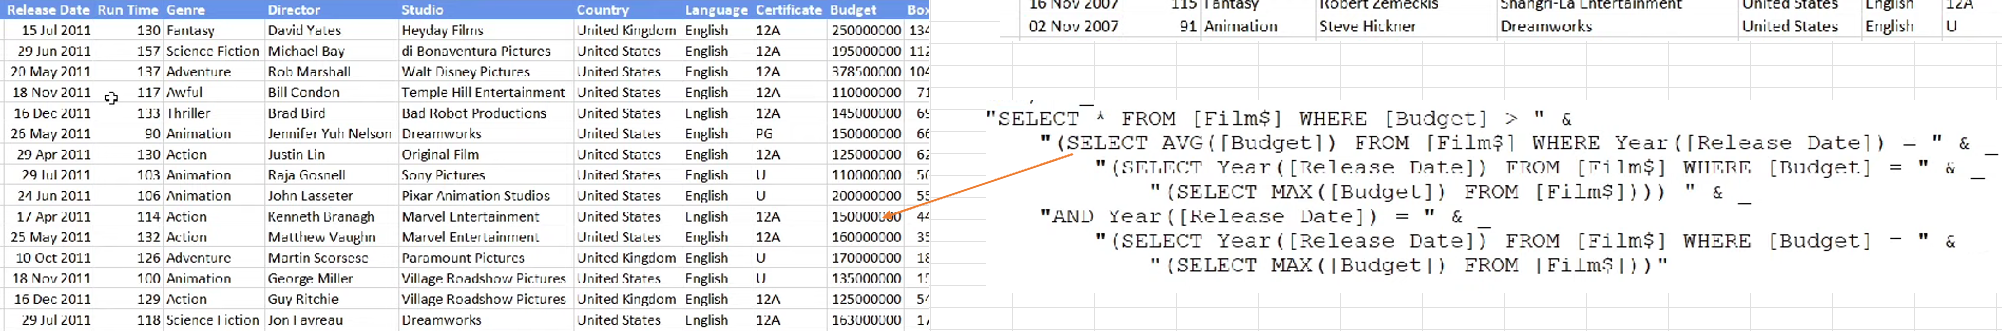 Release Date Run Time Genre Director Studio Country Language Certificate Budget Box
15 Jul 2011 130 Fantasy David Yates Heyday Films United Kingdom English 12A 250000000 134
29 Jun 2011 157 Science Fiction Michael Bay di Bonaventura Pictures United States English 12A 195000000 112
20 May 2011 137 Adventure Rob Marshall Walt Disney Pictures United States English 12A 378500000 104
18 Nov 2011 117 Awful Bill Condon Temple Hill Entertainment United States English 12A 110000000 71
16 Dec 2011 133 Thriller Brad Bird Bad Robot Productions United States English 12A 145000000 69
26 May 2011 90 Animation Jennifer Yuh Nelson Dreamworks United States English PG 150000000 66
29 Apr 2011 130 Action Justin Lin Original Film United States English 12A 125000000 62
29 Jul 2011 103 Animation Raja Gosnell Sony Pictures United States English U 110000000 56
24 Jun 2011 106 Animation John Lasseter Pixar Animation Studios United States English U 200000000 55
17 Apr 2011 114 Action Kenneth Branagh Marvel Entertainment United States English 12A 150000000 44
25 May 2011 132 Action Matthew Vaughn Marvel Entertainment United States English 12A 160000000 35
10 Oct 2011 126 Adventure Martin Scorsese Paramount Pictures United Kingdom English U 170000000 18
18 Nov 2011 100 Animation George Miller Village Roadshow Pictures United States English U 135000000 15
16 Dec 2011 129 Action Guy Ritchie Village Roadshow Pictures United Kingdom English 12A 125000000 54
29 Jul 2011 118 Science Fiction Jon Favreau Dreamworks United States English 12A 163000000 17
16 Nov 2007 115 Fantasy Robert Zemeckis Shangri-La Entertainment United States English 12A
02 Nov 2007 91 Animation Steve Hickner Dreamworks United States English U
"SELECT * FROM [Film$] WHERE [Budget] > " &
"(SELECT AVG([Budget]) FROM [Film$] WHERE Year([Release Date]) = " & _
"(SELECT Year([Release Date]) FROM [Film$] WHERE [Budget] = " & _
"(SELECT MAX([Budget]) FROM [Film$]))) " & _
"AND Year([Release Date]) = " & _
"(SELECT Year([Release Date]) FROM [Film$] WHERE [Budget] = " &
"(SELECT MAX([Budget]) FROM [Film$]))"